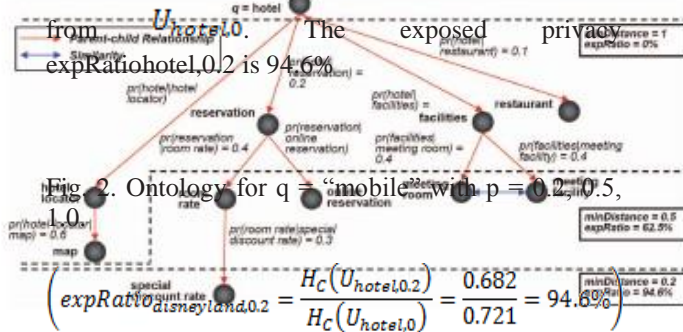 q = hotel
from U_hotel,0. The exposed privacy
Parent-child Relationship
Similarity
expRatiohotel,0.2 is 94.6%
minDistance = 1
expRatio = 0%
pr(hotel|
restaurant) = 0.1
pr(hotel|hotel
locator)
reservation) =
0.2
pr(hotel|
facilities) =
restaurant
reservation
facilities
pr(reservation
|room rate) = 0.4
pr(reservation|
online
reservation)
pr(facilities|
meeting room) =
0.4
pr(facilities|meeting
facility) = 0.4
Fig. 2. Ontology for q = “mobile” with p = 0.2, 0.5,
1.0.
locator
rate
reservation
room
pr(hotel locator|
map) = 0.6
pr(room rate|special
discount rate) = 0.3
map
minDistance = 0.5
expRatio = 62.5%
special
discount rate
minDistance = 0.2
expRatio = 94.6%
(expRatio_disneyland,0.2 = H_C(U_hotel,0.2) / H_C(U_hotel,0) = 0.682 / 0.721 = 94.6%)